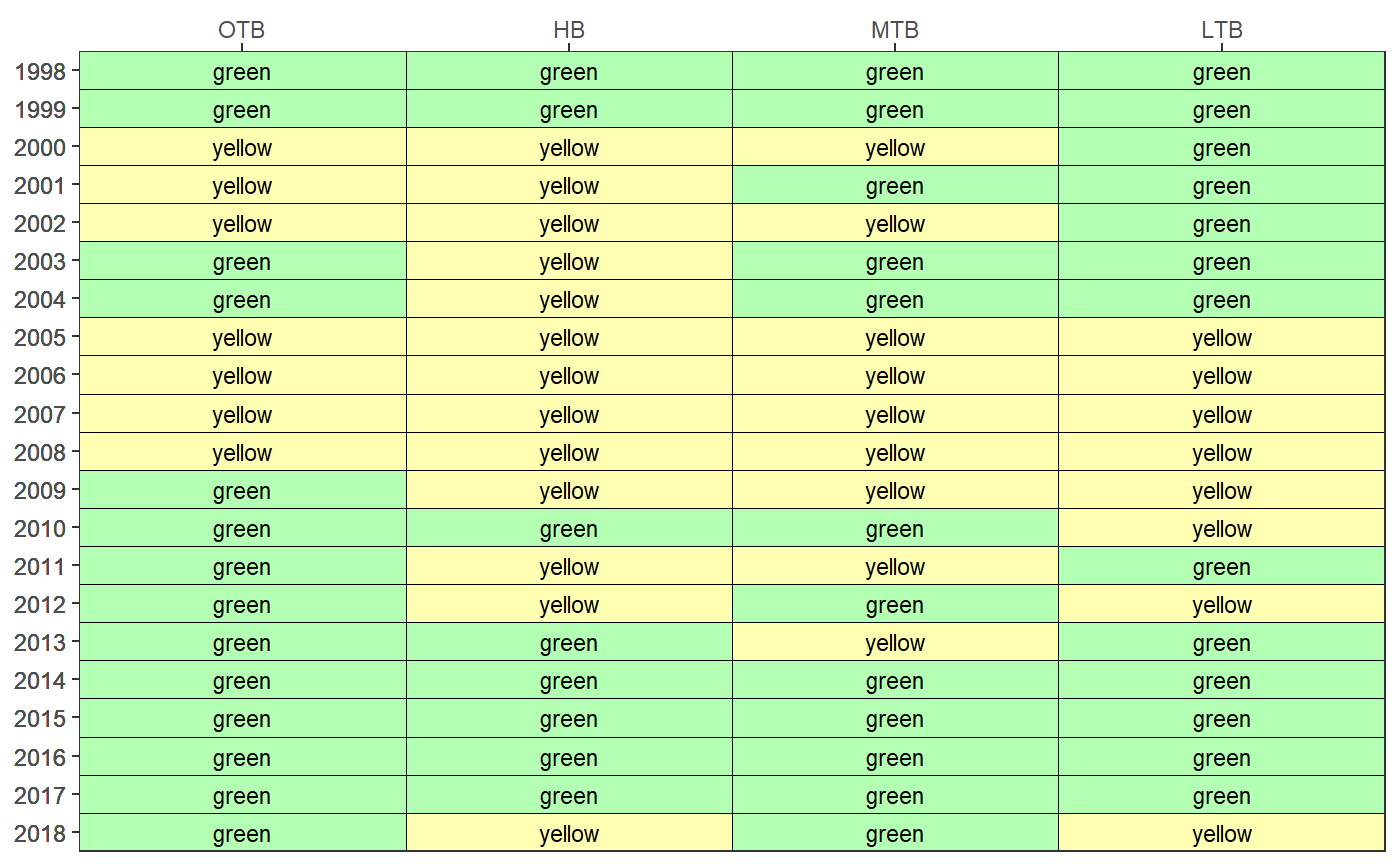 OTB HB MTB LTB
1998 green green green green
1999 green green green green
2000 yellow yellow yellow green
2001 yellow yellow green green
2002 yellow yellow yellow green
2003 green yellow green green
2004 green yellow green green
2005 yellow yellow yellow yellow
2006 yellow yellow yellow yellow
2007 yellow yellow yellow yellow
2008 yellow yellow yellow yellow
2009 green yellow yellow yellow
2010 green green green yellow
2011 green yellow yellow green
2012 green yellow green yellow
2013 green green yellow green
2014 green green green green
2015 green green green green
2016 green green green green
2017 green green green green
2018 green yellow green yellow